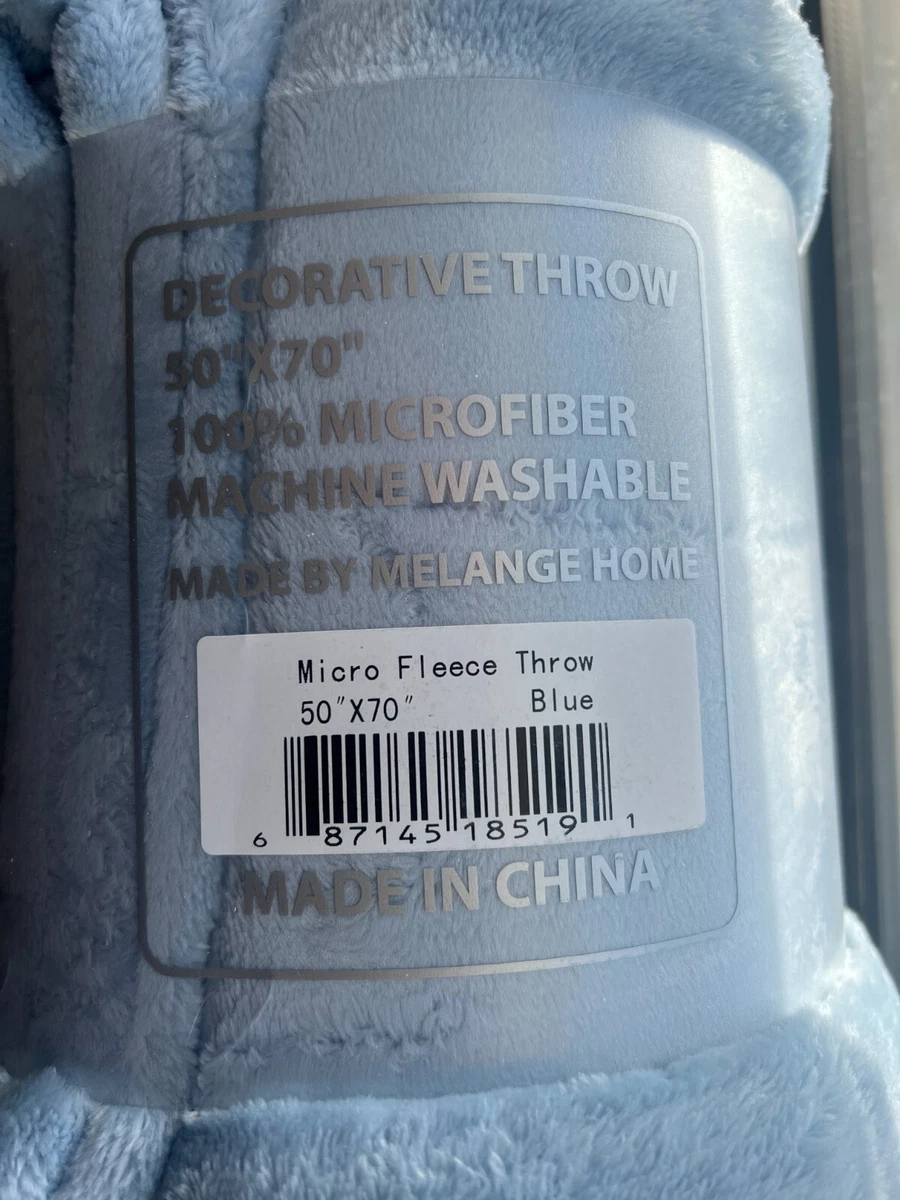 DECORATIVE THROW
50"X70"
100% MICROFIBER
MACHINE WASHABLE
MADE BY MELANGE HOME
Micro Fleece Throw
50"X70" Blue
6 87145 18519 1
MADE IN CHINA